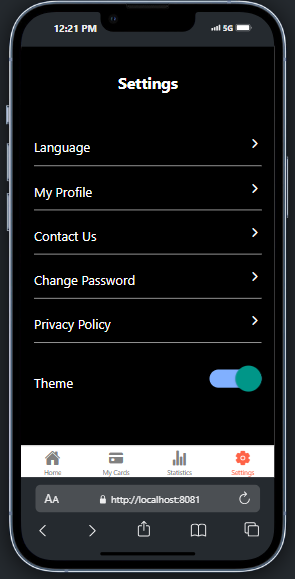 12:21 PM 5G
Settings
Language
My Profile
Contact Us
Change Password
Privacy Policy
Theme
Home My Cards Statistics Settings
AA http://localhost:8081